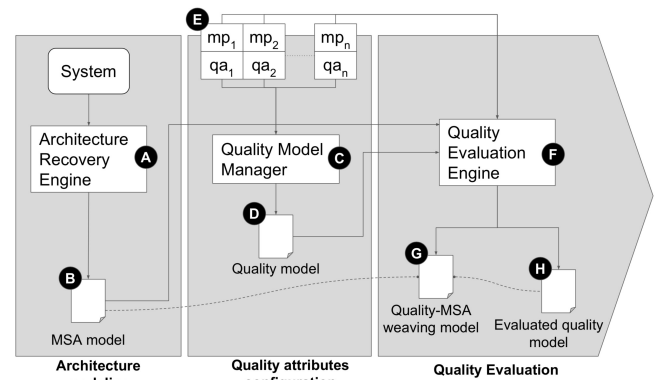 E
mp1 mp2 mpn
qa1 qa2 qan
System
Architecture
Recovery
Engine
A
Quality Model
Manager
C
Quality
Evaluation
Engine
F
D
Quality model
B
MSA model
G
Quality-MSA
weaving model
H
Evaluated quality
model
Architecture
Quality attributes
Quality Evaluation